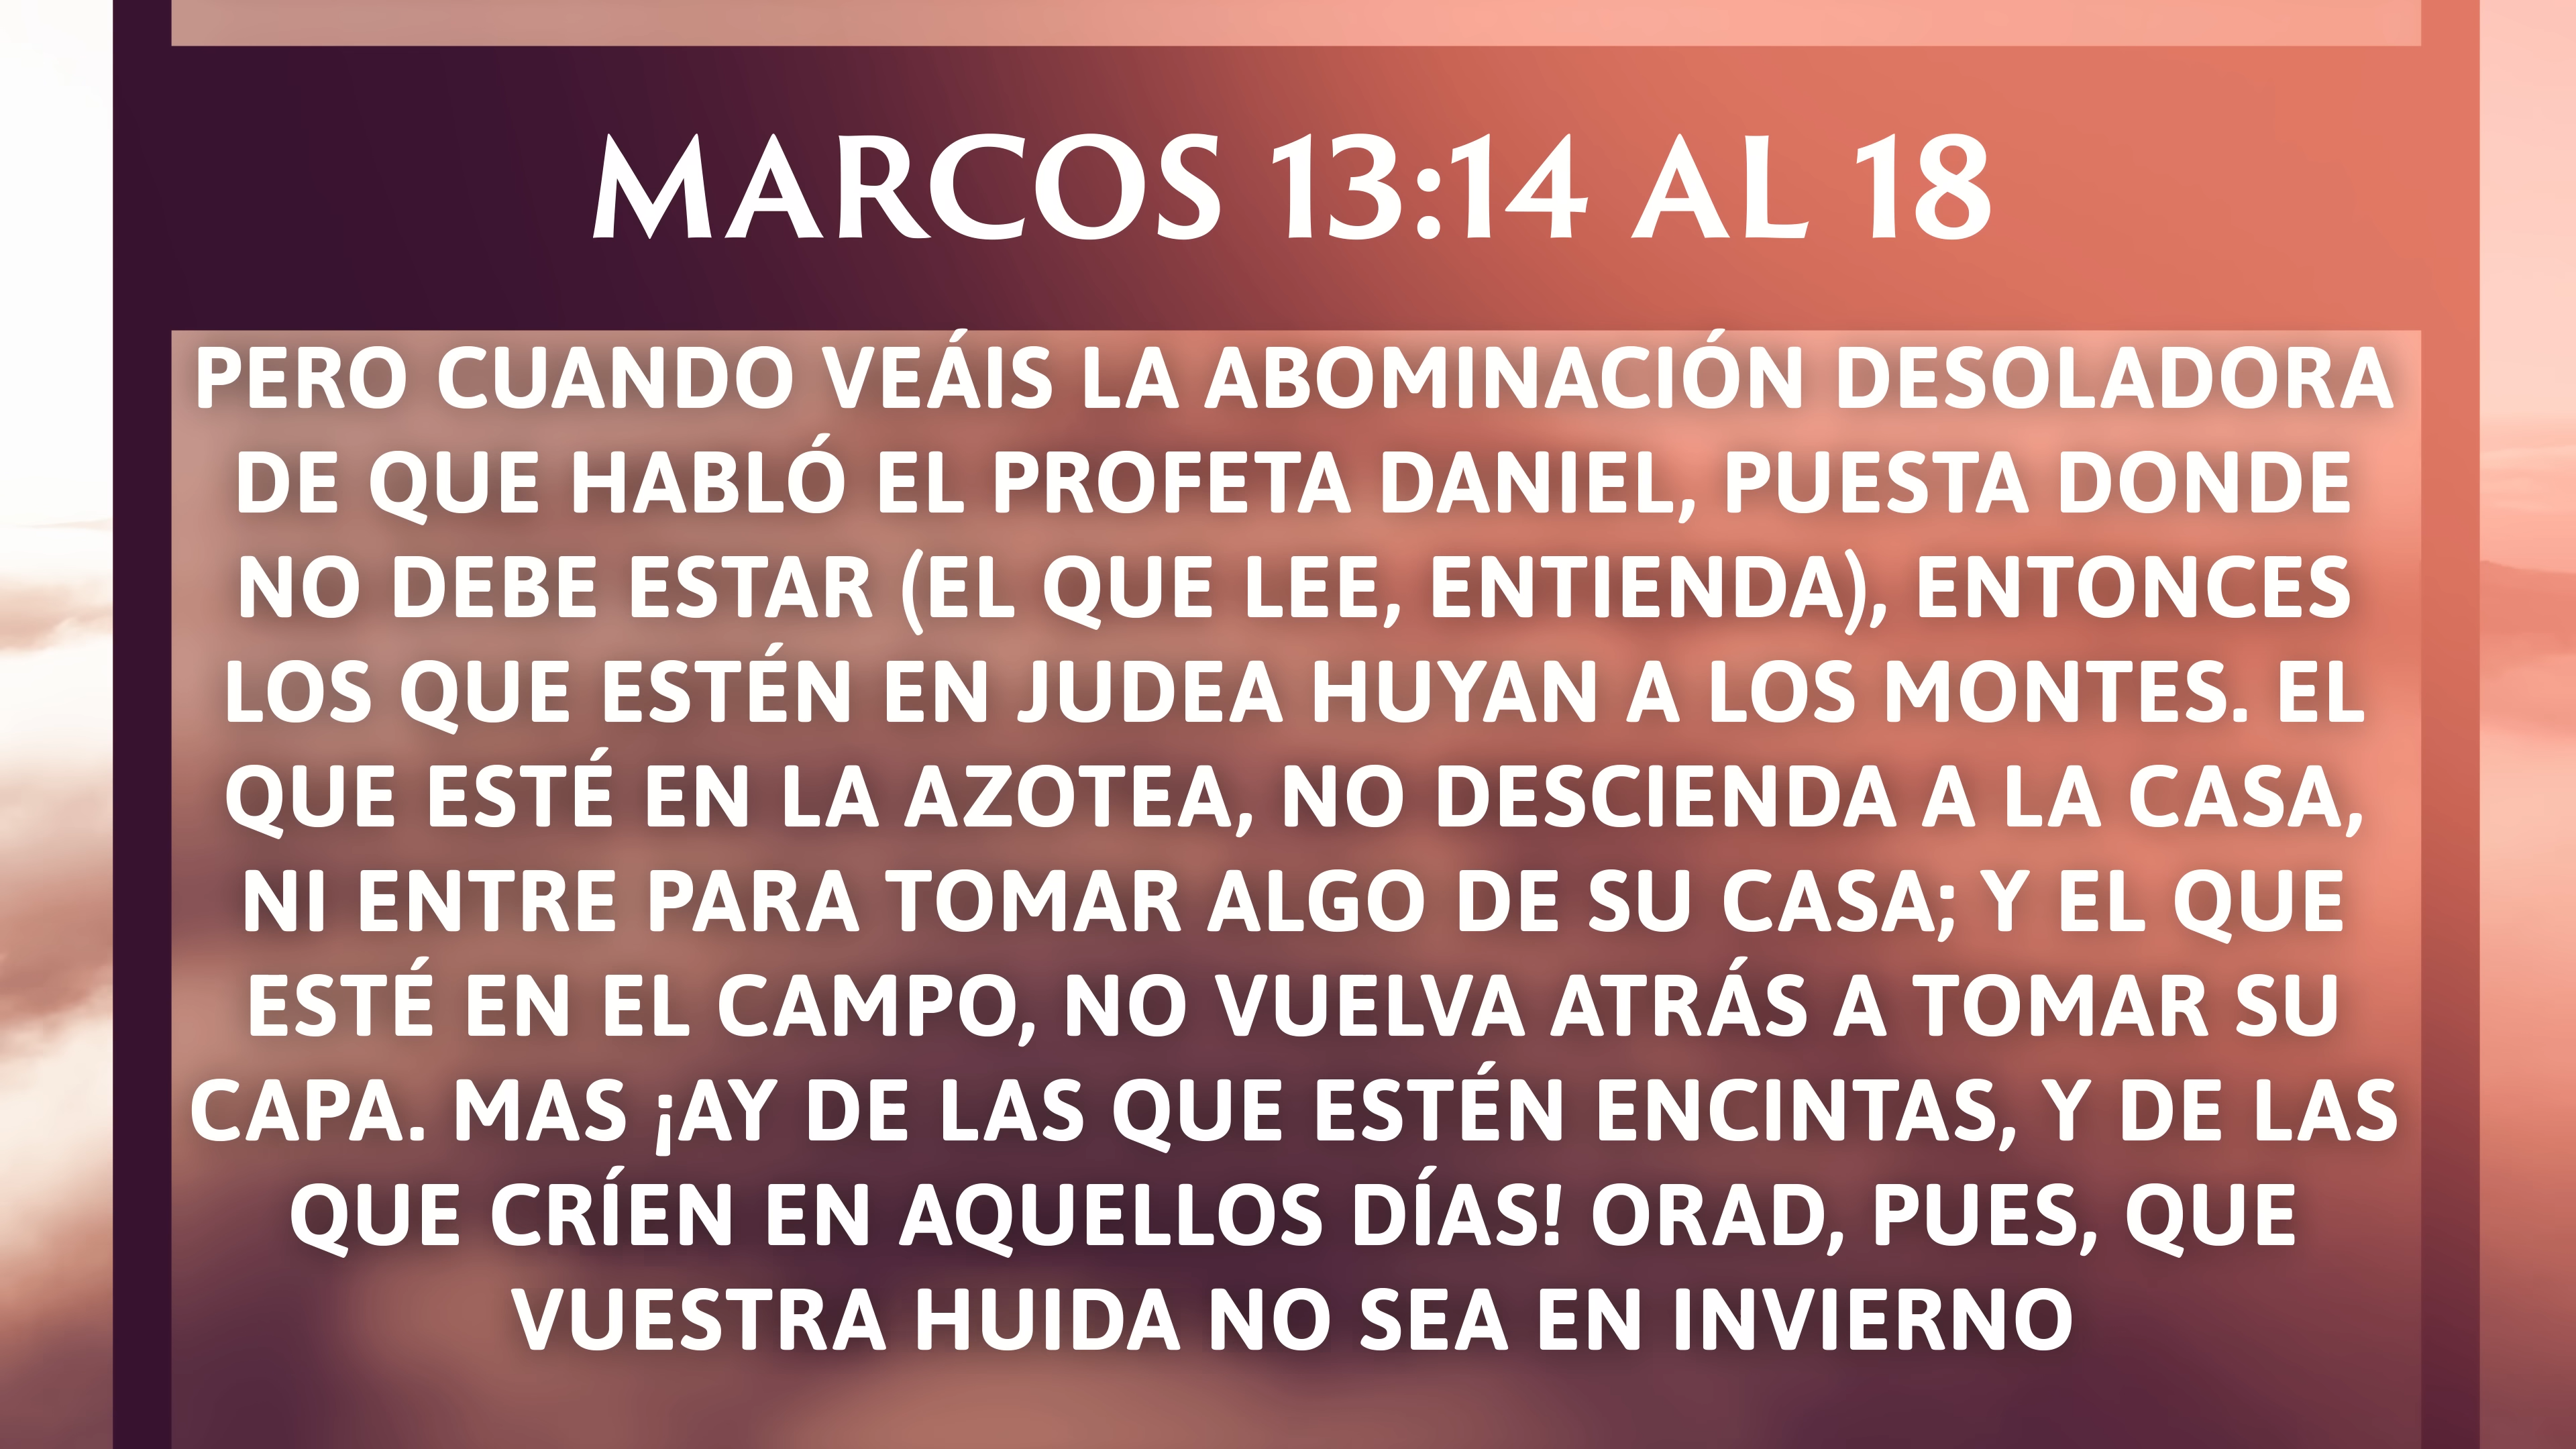 MARCOS 13:14 AL 18
PERO CUANDO VEÁIS LA ABOMINACIÓN DESOLADORA
DE QUE HABLÓ EL PROFETA DANIEL, PUESTA DONDE
NO DEBE ESTAR (EL QUE LEE, ENTIENDA), ENTONCES
LOS QUE ESTÉN EN JUDEA HUYAN A LOS MONTES. EL
QUE ESTÉ EN LA AZOTEA, NO DESCIENDA A LA CASA,
NI ENTRE PARA TOMAR ALGO DE SU CASA; Y EL QUE
ESTÉ EN EL CAMPO, NO VUELVA ATRÁS A TOMAR SU
CAPA. MAS ¡AY DE LAS QUE ESTÉN ENCINTAS, Y DE LAS
QUE CRÍEN EN AQUELLOS DÍAS! ORAD, PUES, QUE
VUESTRA HUIDA NO SEA EN INVIERNO